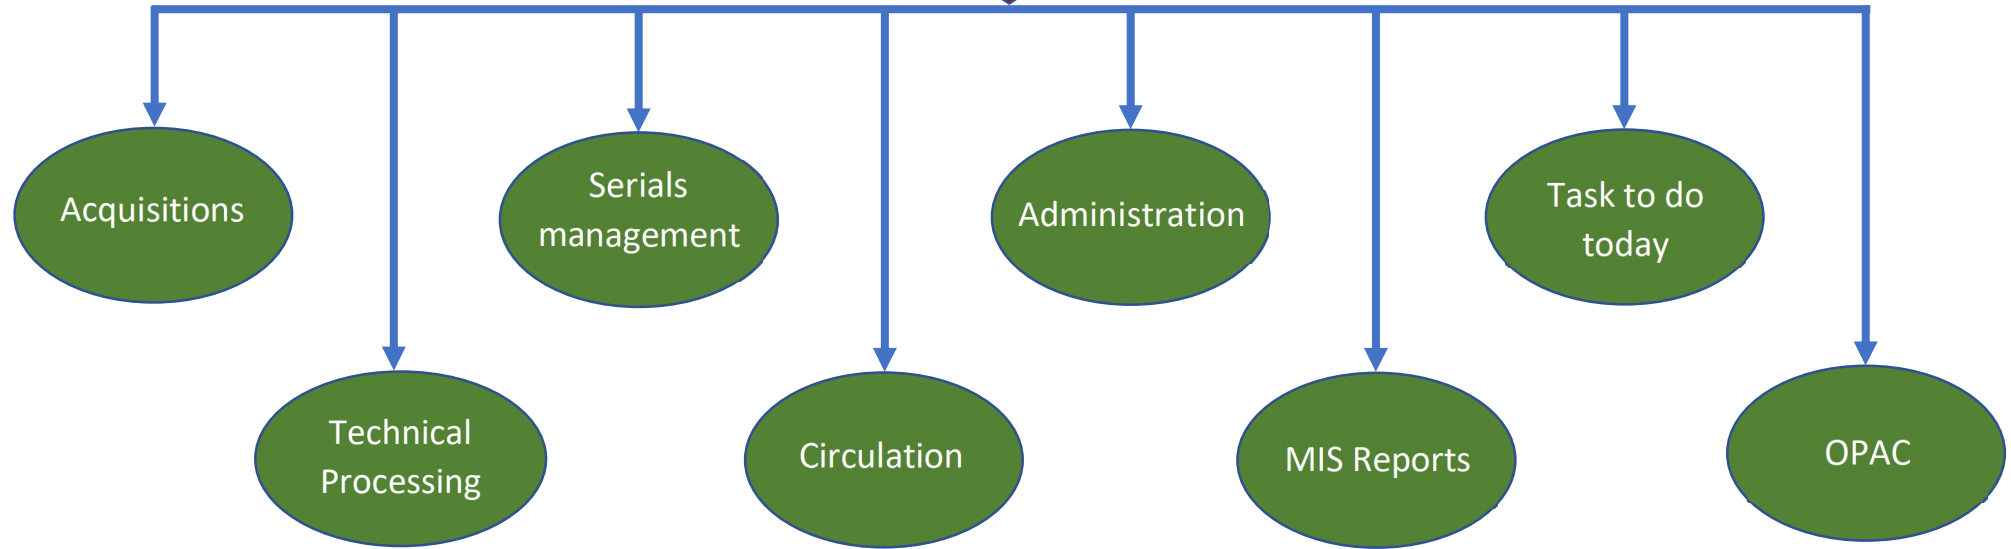 Acquisitions
Serials
management
Administration
Task to do
today
Technical
Processing
Circulation
MIS Reports
OPAC